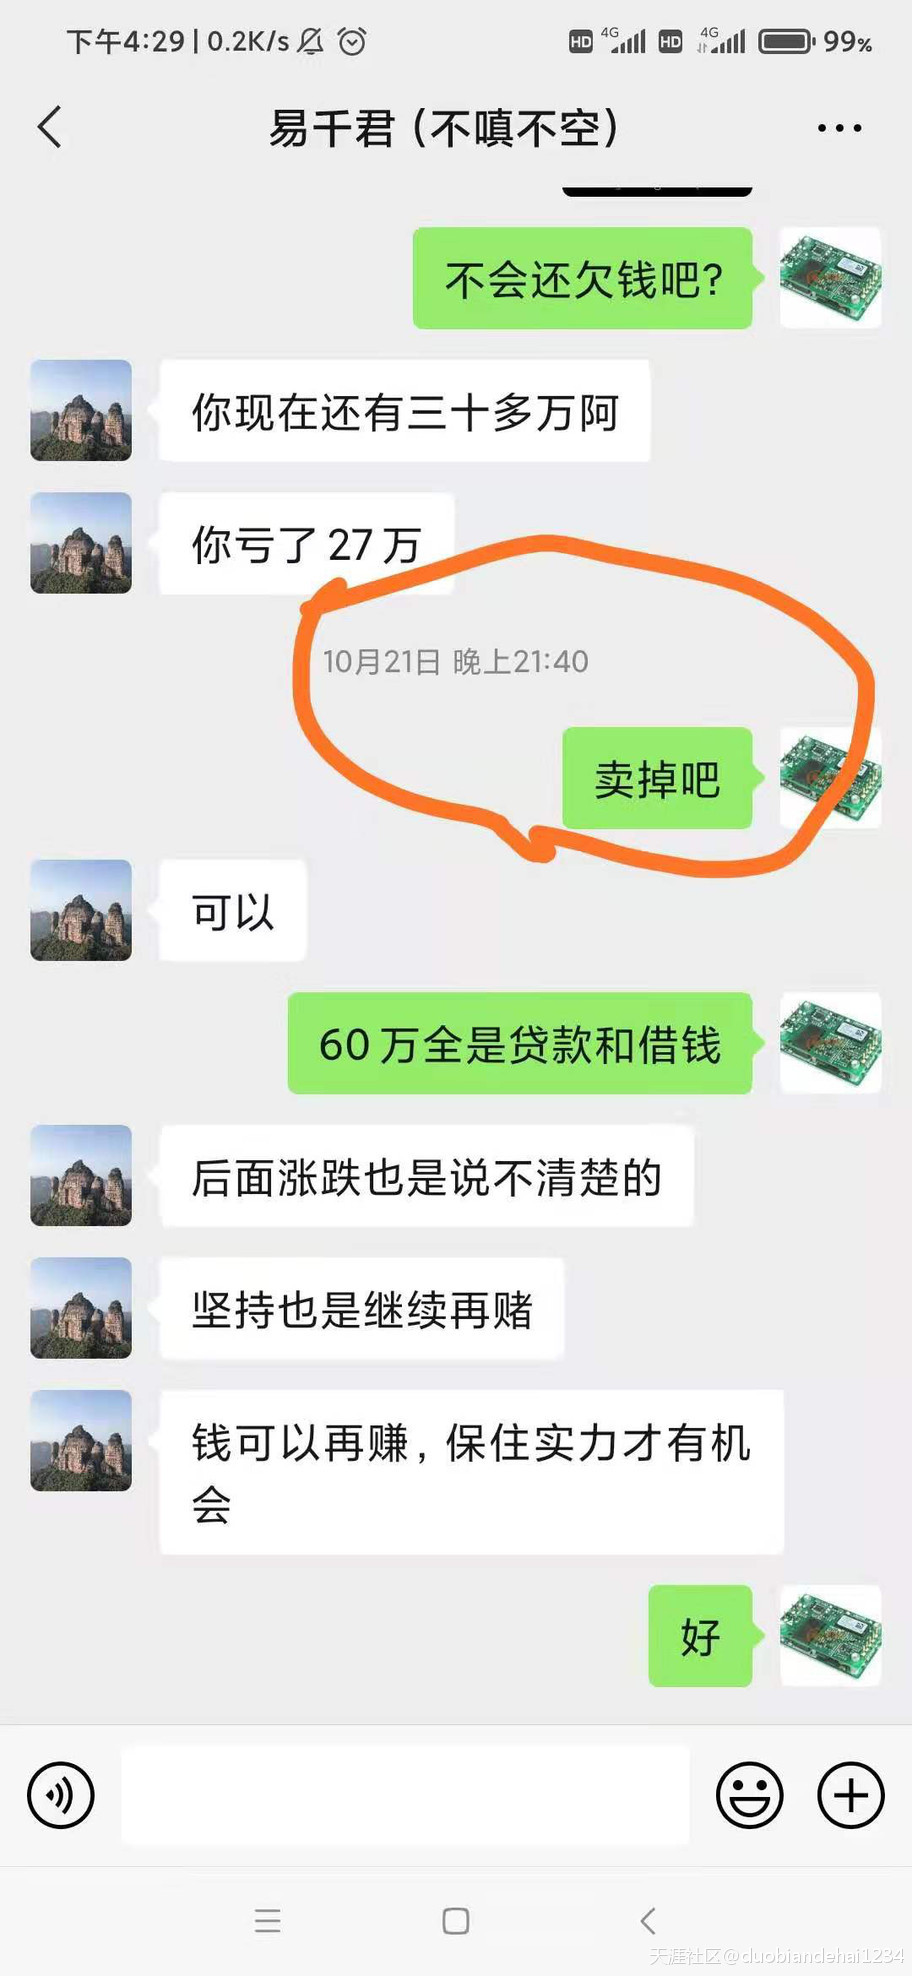 下午4:29 | 0.2K/s
HD 4G HD 4G 99%
易千君 (不嗔不空)
不会还欠钱吧?
你现在还有三十多万阿
你亏了27万
10月21日 晚上21:40
卖掉吧
可以
60万全是贷款和借钱
后面涨跌也是说不清楚的
坚持也是继续再赌
钱可以再赚, 保住实力才有机
会
好
天涯社区@duobiandehai1234